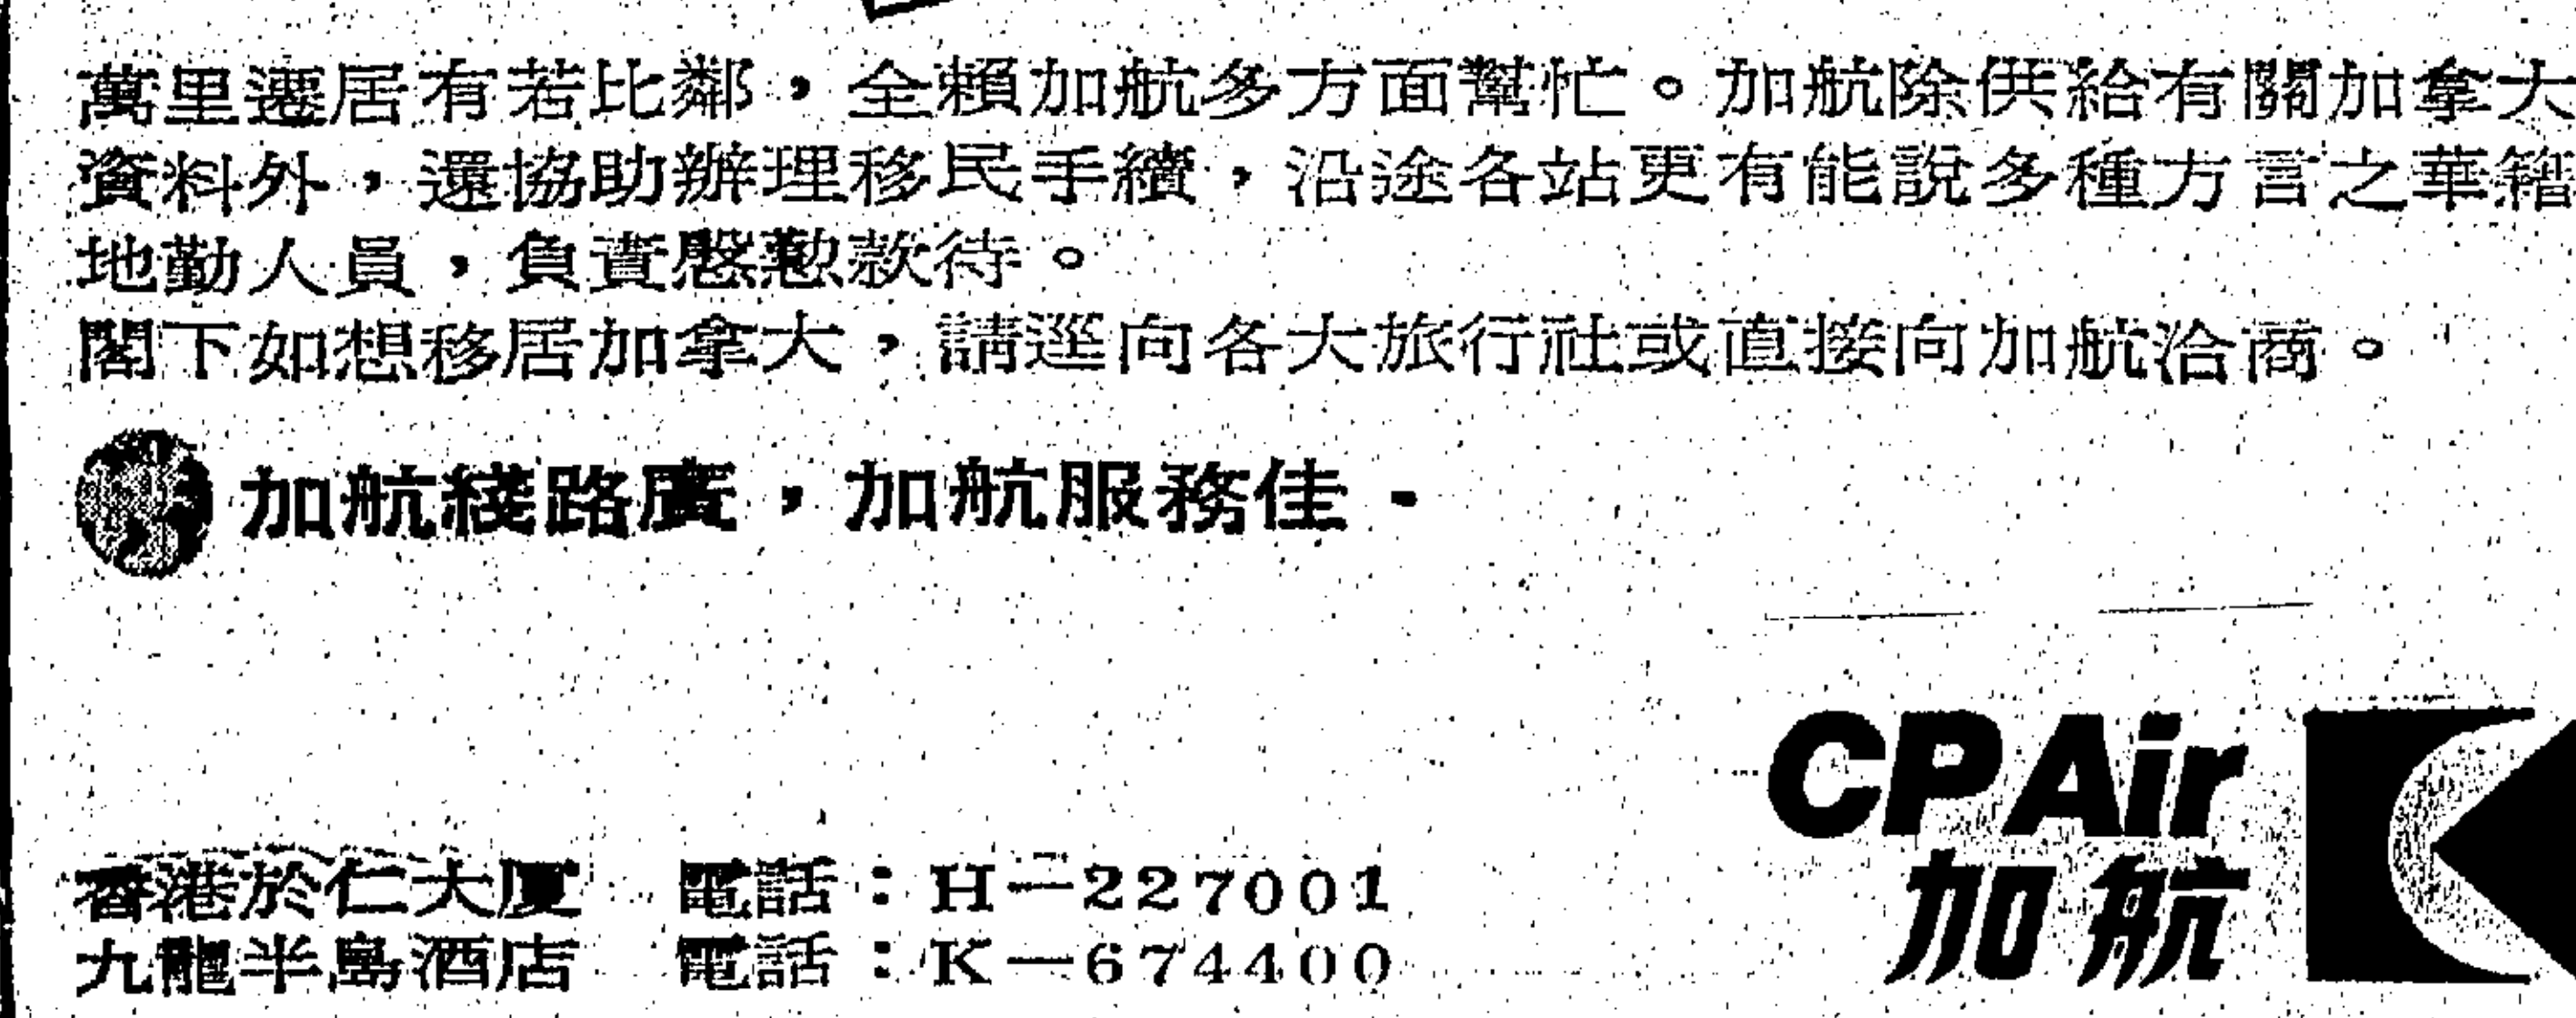 萬里遷居有若比鄰，全賴加航多方面幫忙。加航除供給有關加拿大
資料外，還協助辦理移民手續，沿途各站更有能說多種方言之華籍
地勤人員，負責慇懃款待。
閣下如想移居加拿大，請逕向各大旅行社或直接向加航洽商。
加航綫路廣，加航服務佳．
CPAir
加航
香港於仁大厦 電話：H—227001
九龍半島酒店 電話：K—674400